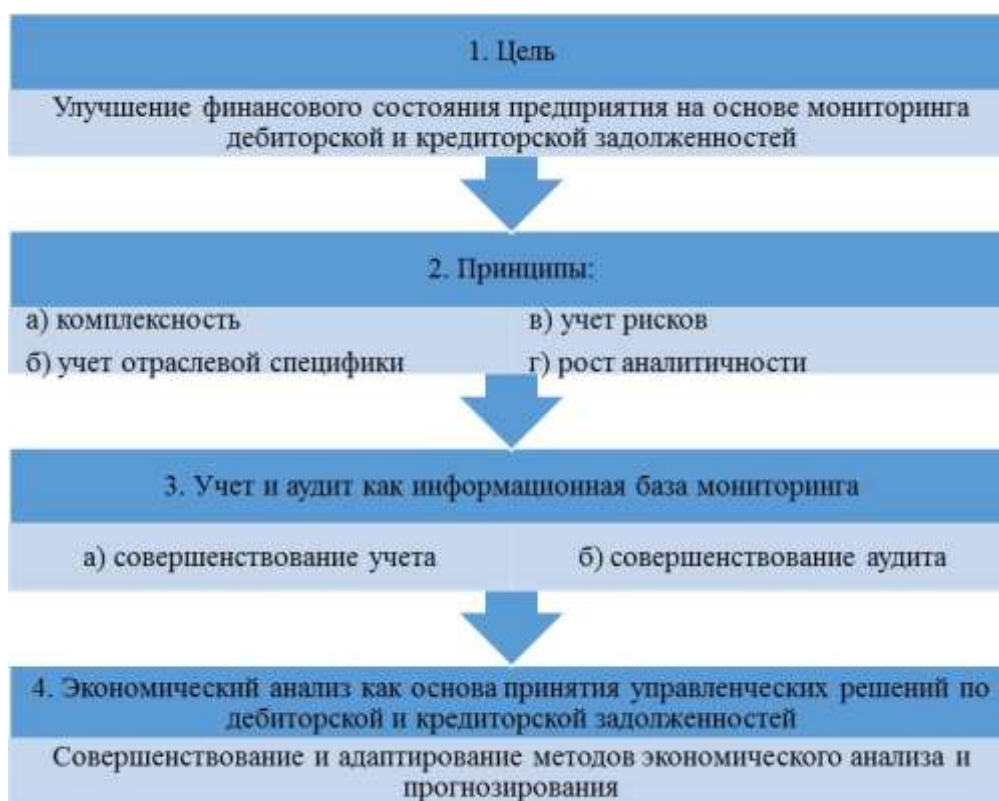 1. Цель
Улучшение финансового состояния предприятия на основе мониторинга
дебиторской и кредиторской задолженностей
2. Принципы:
а) комплексность
б) учет отраслевой специфики
в) учет рисков
г) рост аналитичности
3. Учет и аудит как информационная база мониторинга
а) совершенствование учета
б) совершенствование аудита
4. Экономический анализ как основа принятия управленческих решений по
дебиторской и кредиторской задолженностей
Совершенствование и адаптирование методов экономического анализа и
прогнозирования